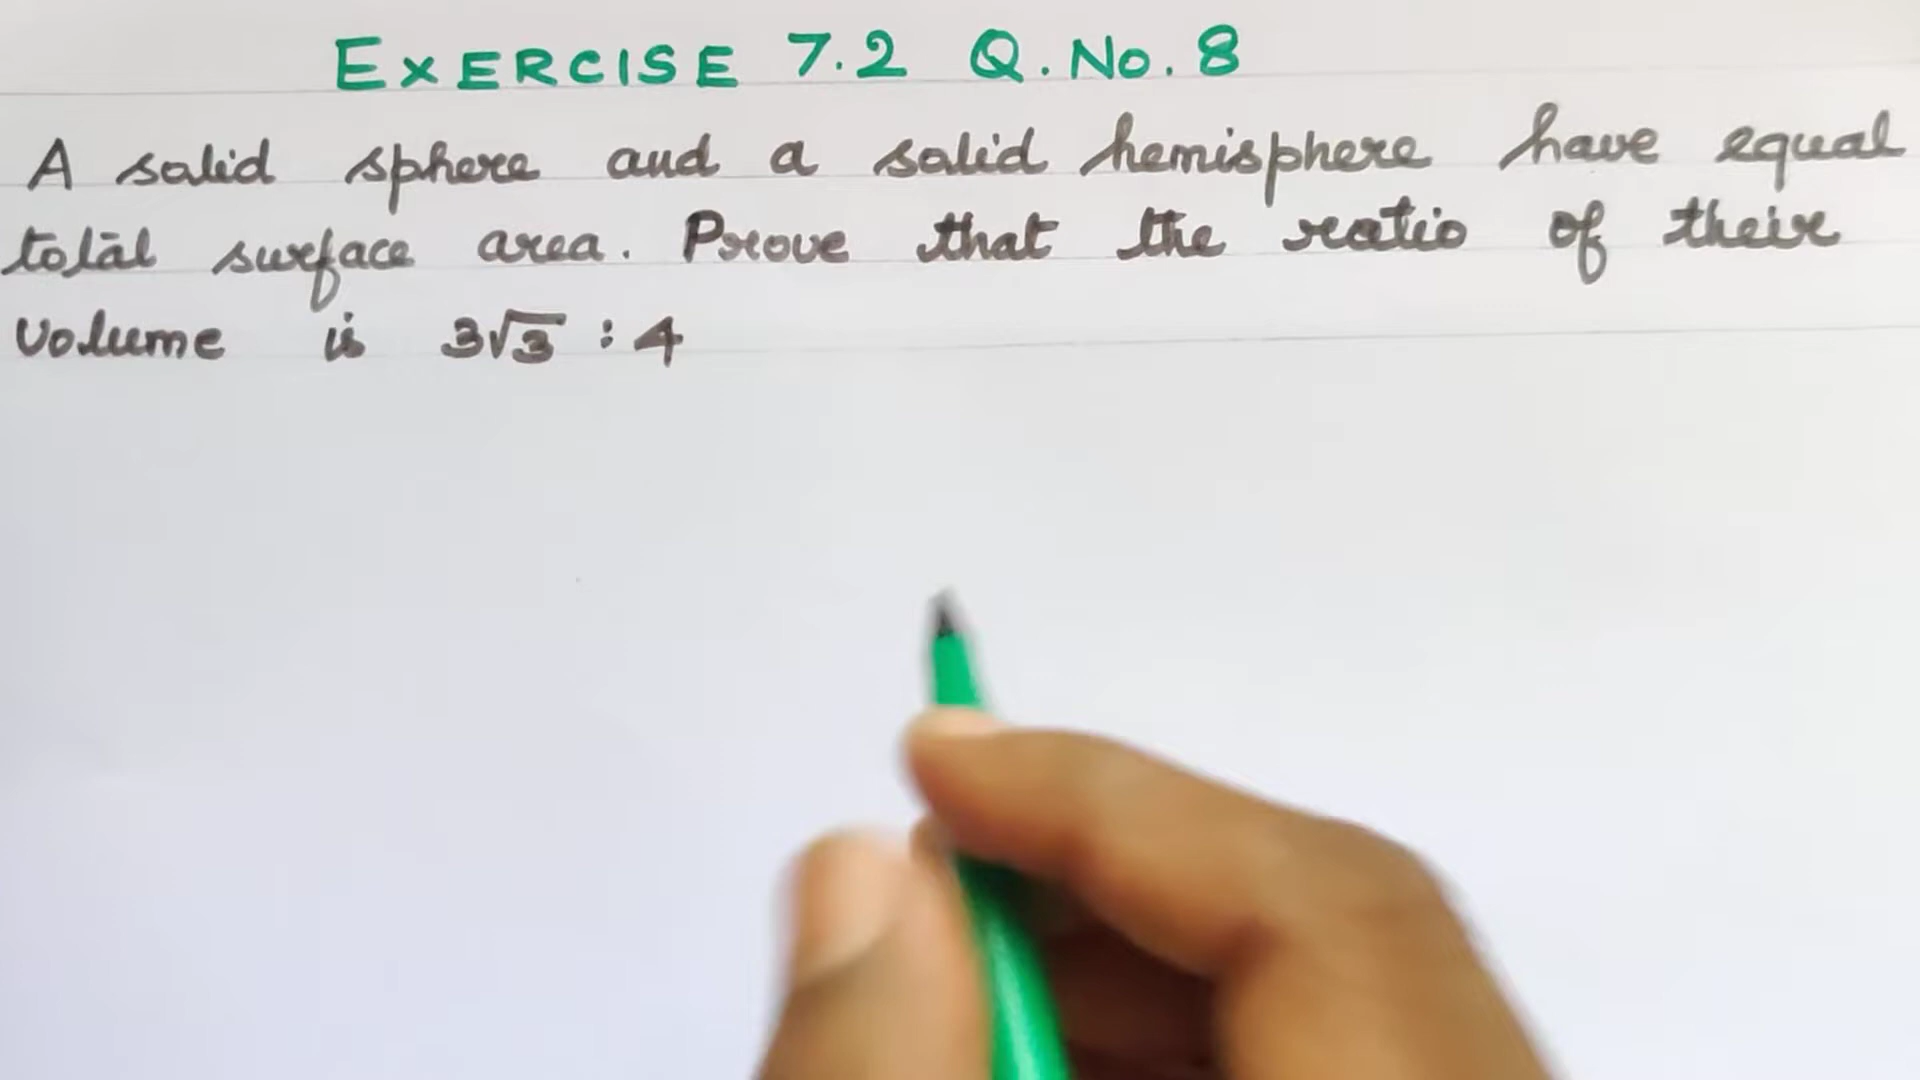 EXERCISE 7.2 Q.No.8
A solid sphere and a solid hemisphere have equal
total surface area. Prove that the ratio of their
volume is 3√3 : 4